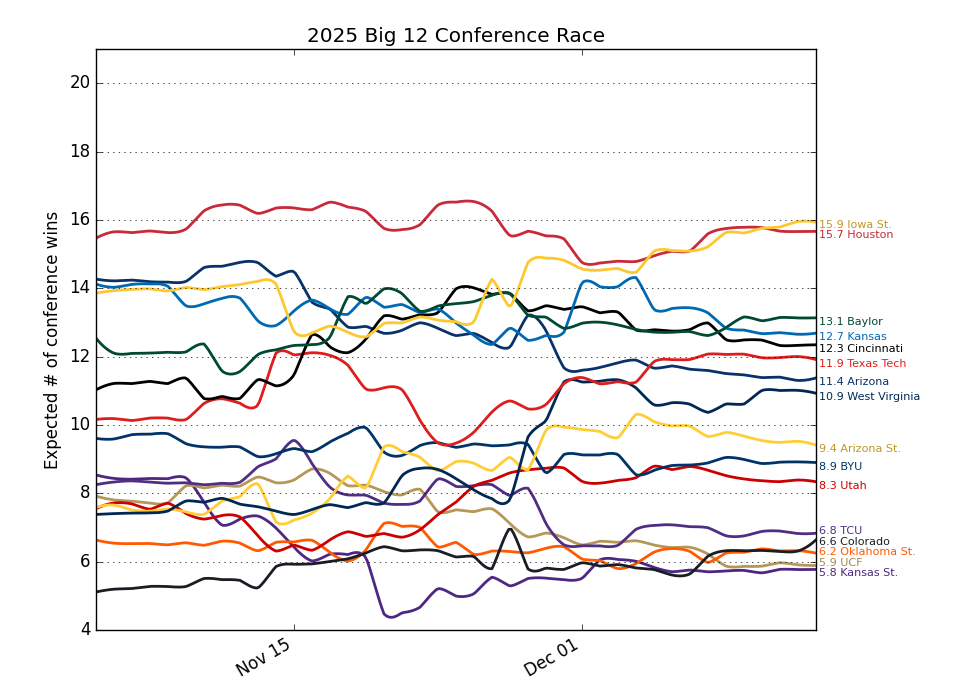 2025 Big 12 Conference Race
Expected # of conference wins
20
18
16
14
12
10
8
6
4
Nov 15
Dec 01
15.9 Iowa St.
15.7 Houston
13.1 Baylor
12.7 Kansas
12.3 Cincinnati
11.9 Texas Tech
11.4 Arizona
10.9 West Virginia
9.4 Arizona St.
8.9 BYU
8.3 Utah
6.8 TCU
6.6 Colorado
6.2 Oklahoma St.
5.9 UCF
5.8 Kansas St.